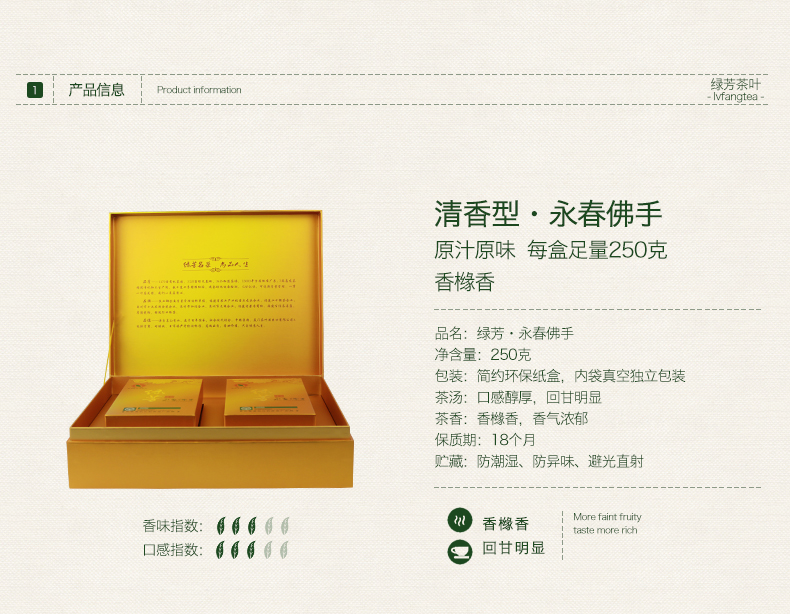 1
产品信息
Product information
绿芳茶叶
- lvfangtea -
清香型·永春佛手
原汁原味 每盒足量250克
香橼香
品名：绿芳·永春佛手
净含量：250克
包装：简约环保纸盒，内袋真空独立包装
茶汤：口感醇厚，回甘明显
茶香：香橼香，香气浓郁
保质期：18个月
贮藏：防潮湿、防异味、避光直射
香味指数：
口感指数：
香橼香
回甘明显
More faint fruity
taste more rich